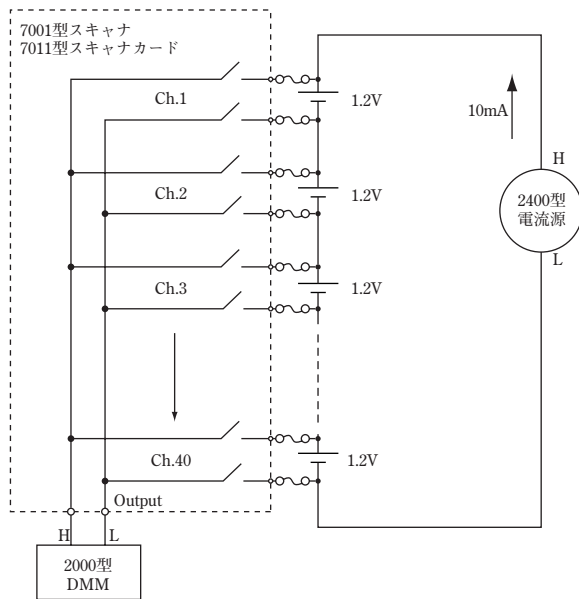 7001型スキャナ
7011型スキャナカード
Ch.1
1.2V
10mA
H
Ch.2
1.2V
2400型
電流源
L
Ch.3
1.2V
Ch.40
1.2V
Output
H
L
2000型
DMM